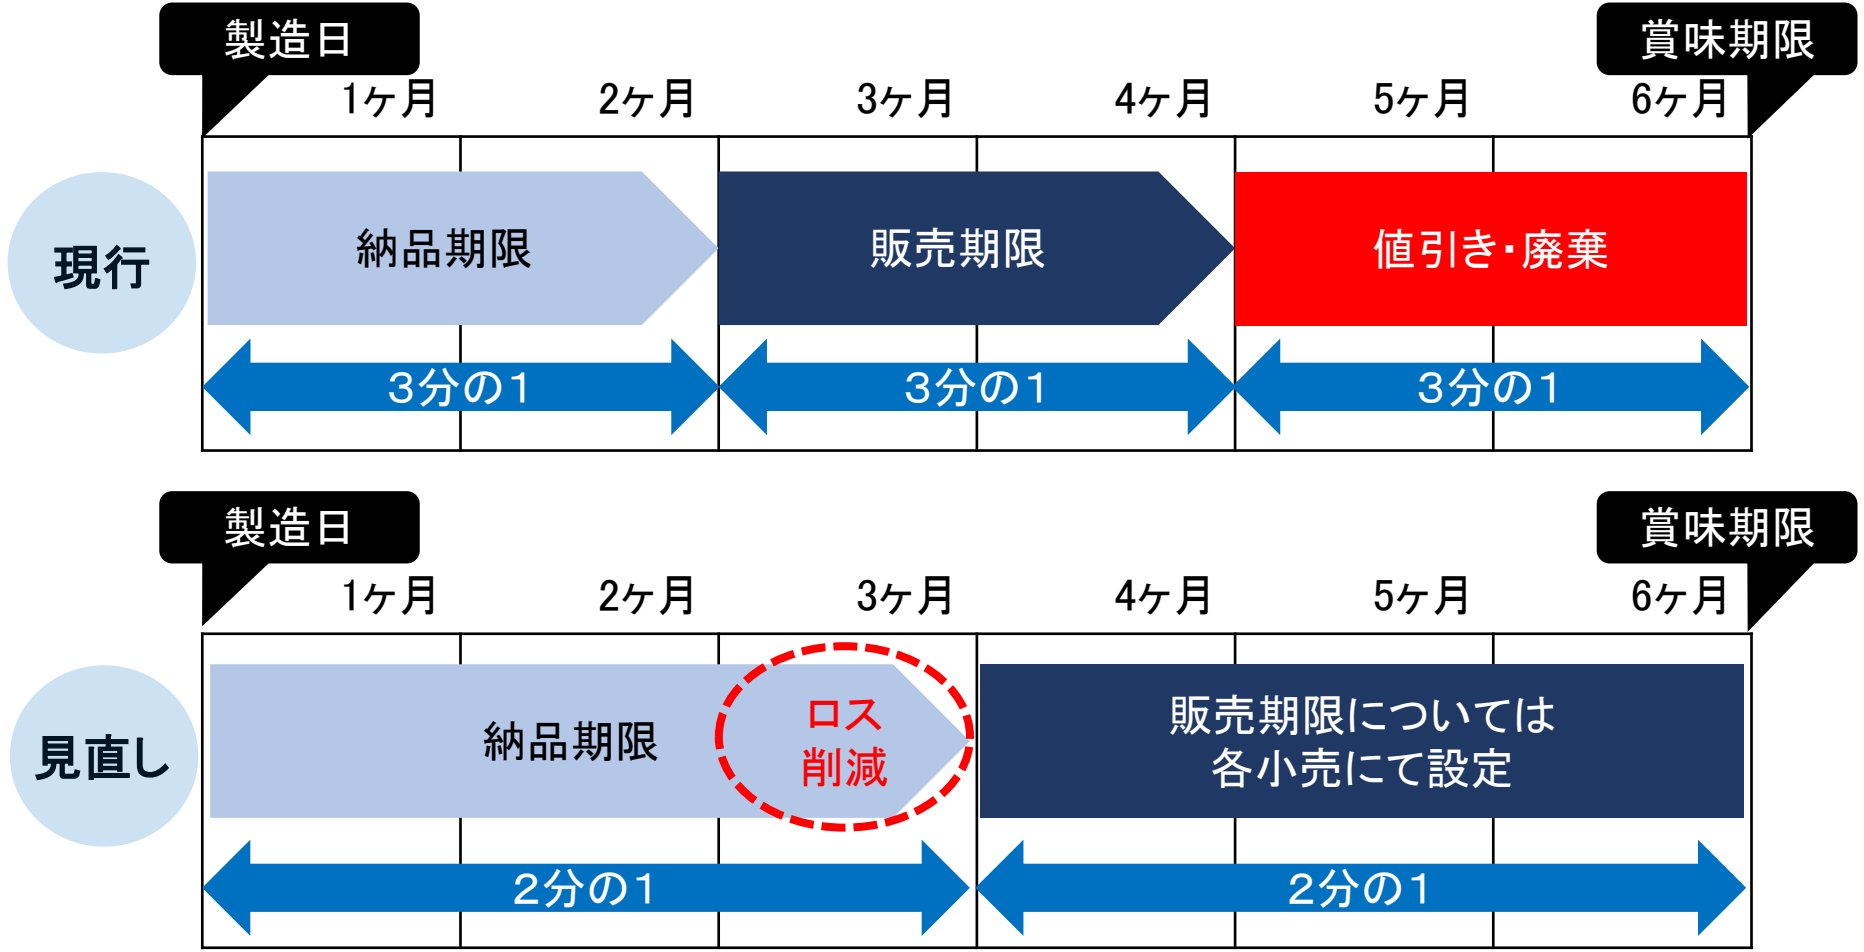 製造日
賞味期限
1ヶ月
2ヶ月
3ヶ月
4ヶ月
5ヶ月
6ヶ月
現行
納品期限
販売期限
値引き・廃棄
３分の１
３分の１
３分の１
製造日
賞味期限
1ヶ月
2ヶ月
3ヶ月
4ヶ月
5ヶ月
6ヶ月
見直し
納品期限
ロス
削減
販売期限については
各小売にて設定
２分の１
２分の１